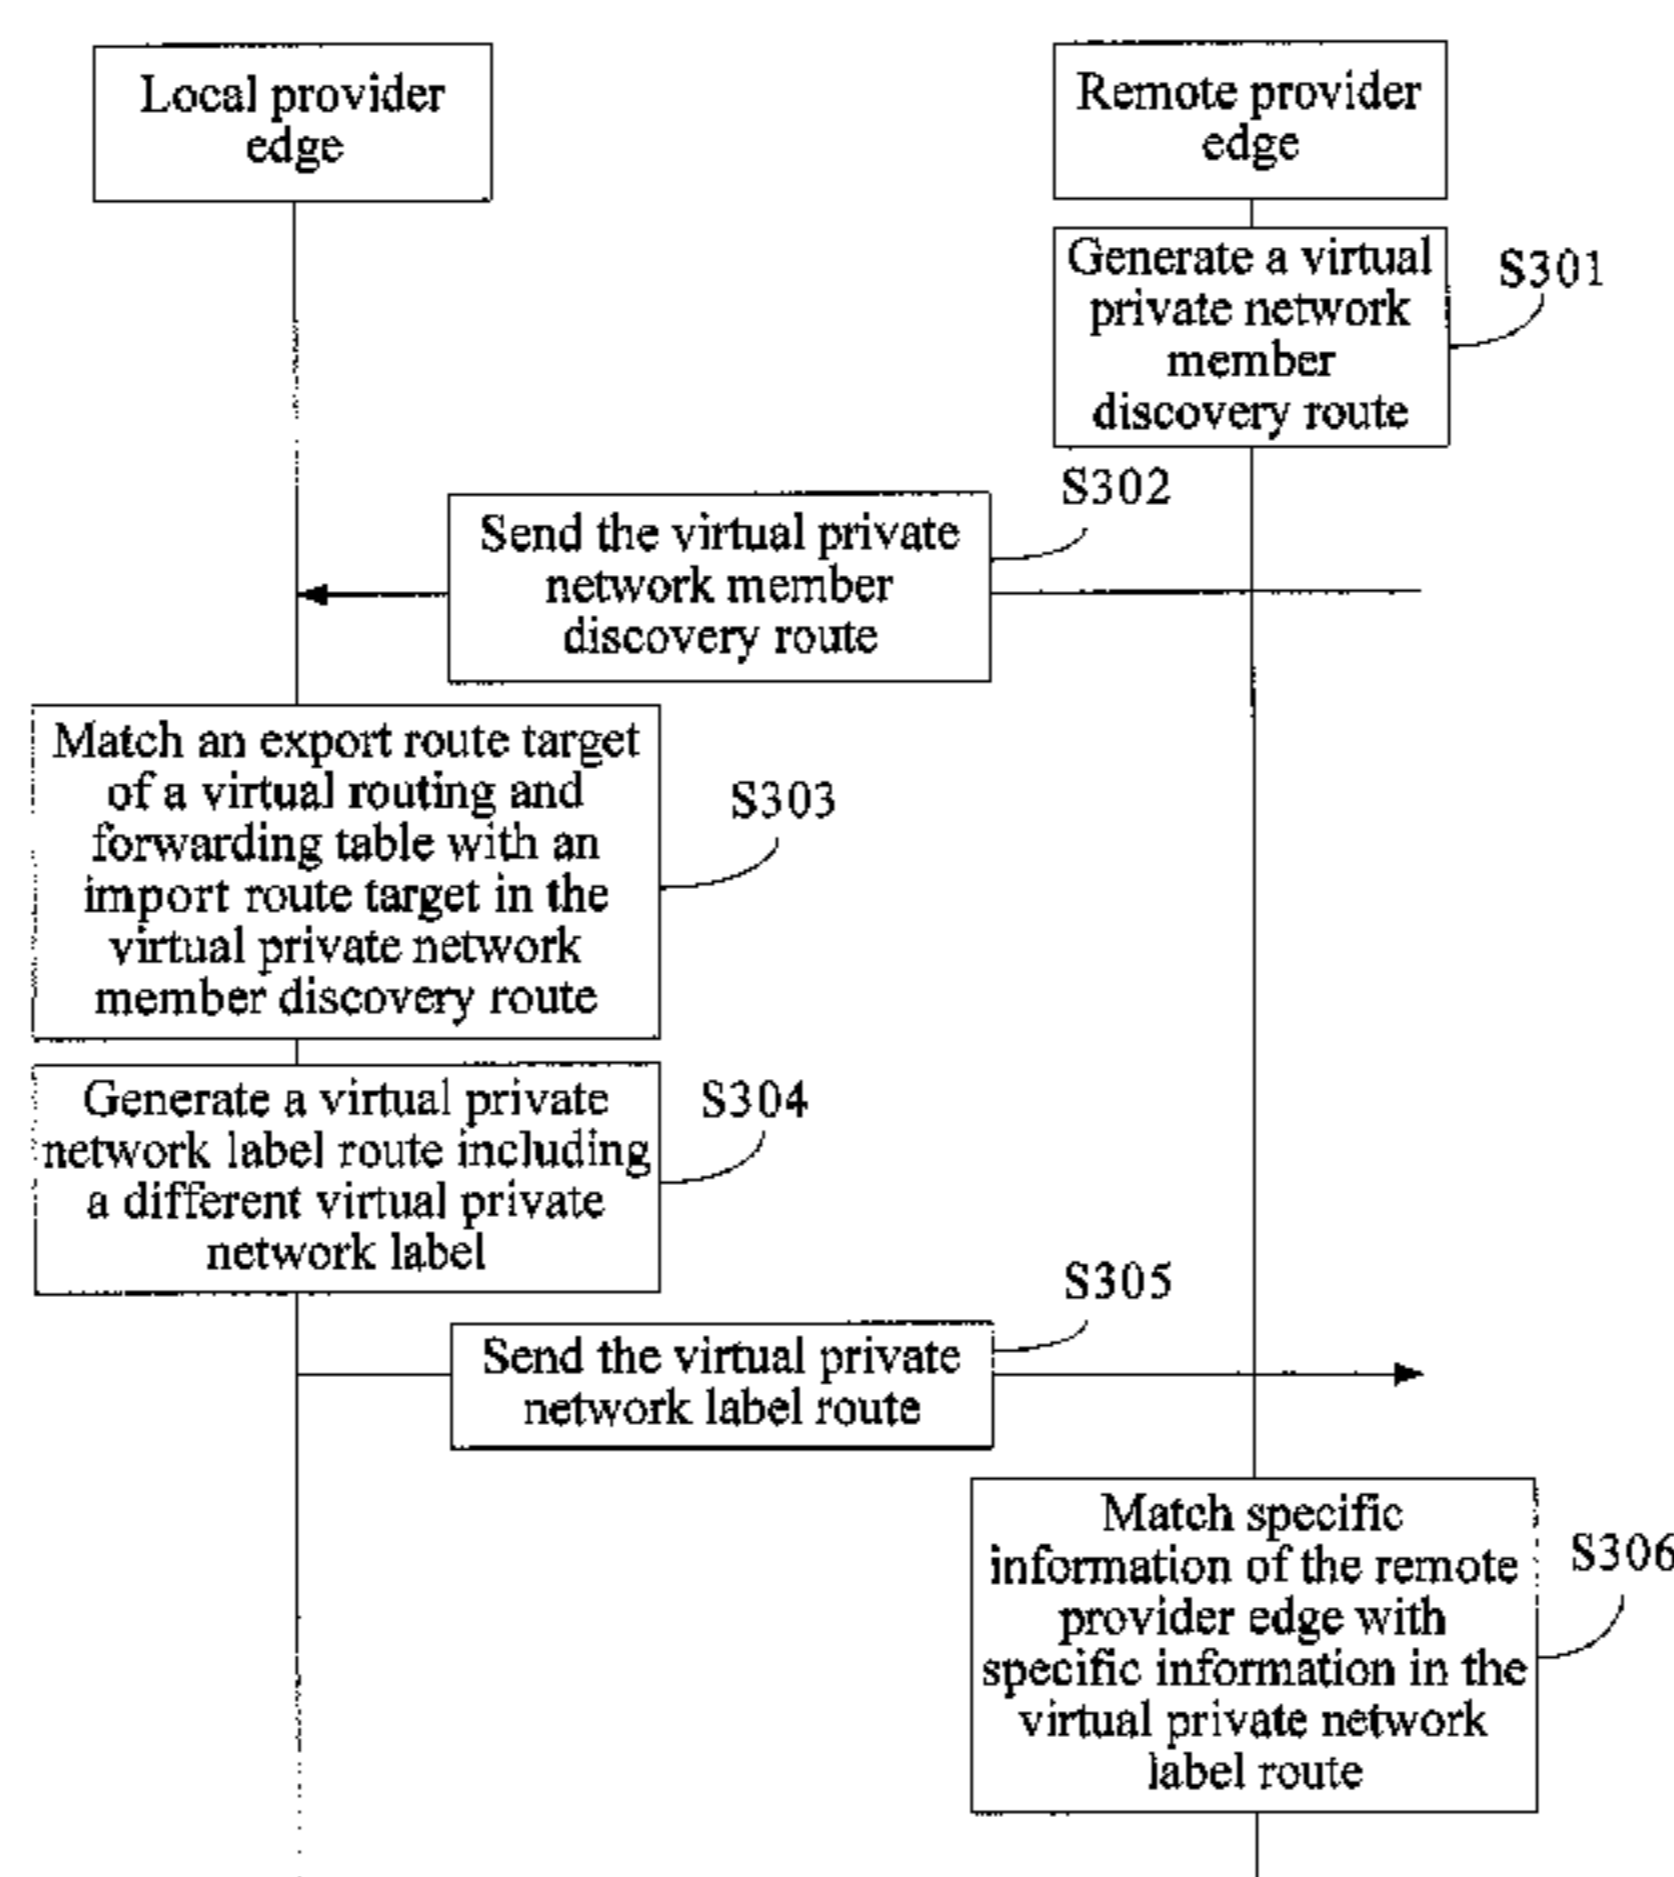 Local provider
edge
Remote provider
edge
Generate a virtual
private network
member
discovery route
S301
S302
Send the virtual private
network member
discovery route
Match an export route target
of a virtual routing and
forwarding table with an
import route target in the
virtual private network
member discovery route
S303
Generate a virtual private
network label route including
a different virtual private
network label
S304
S305
Send the virtual private
network label route
Match specific
information of the remote
provider edge with
specific information in the
virtual private network
label route
S306